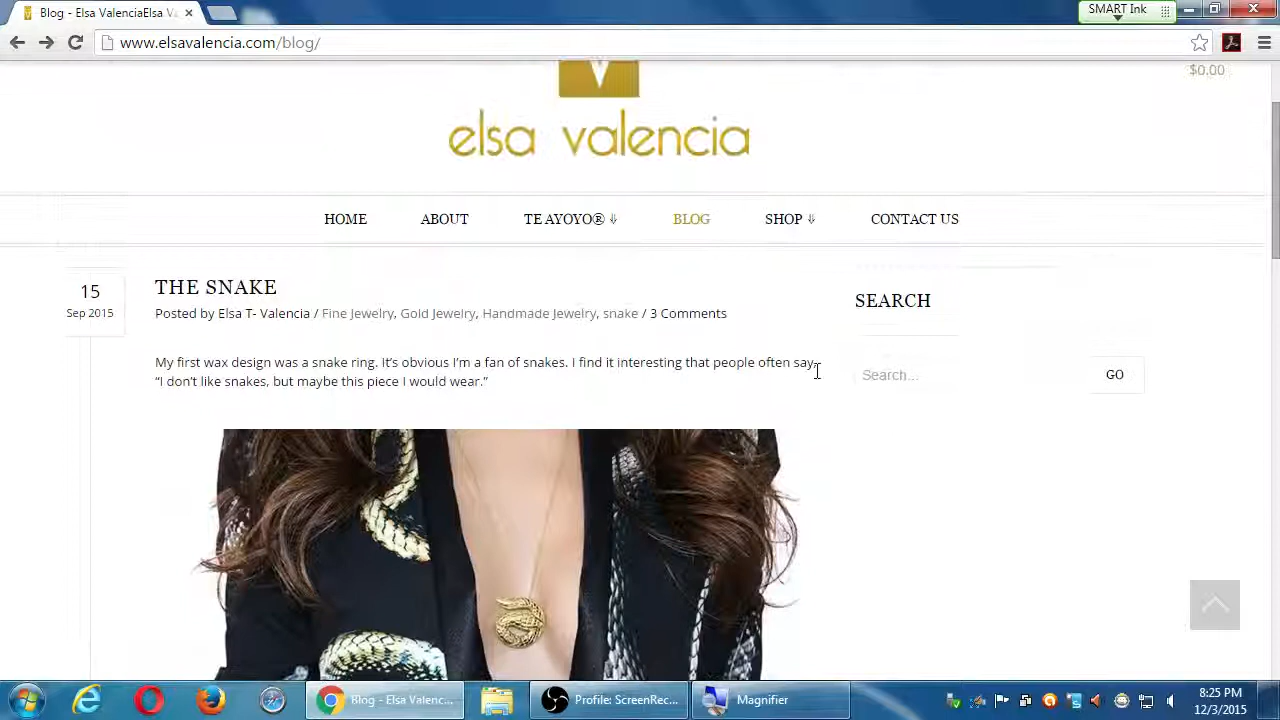 Blog - Elsa ValenciaElsa Va
SMART Ink
www.elsavalencia.com/blog/
$0.00
elsa valencia
HOME ABOUT TE AYOYO® ⇩ BLOG SHOP ⇩ CONTACT US
15
Sep 2015
THE SNAKE
Posted by Elsa T- Valencia / Fine Jewelry, Gold Jewelry, Handmade Jewelry, snake / 3 Comments
My first wax design was a snake ring. It's obvious I'm a fan of snakes. I find it interesting that people often say,
“I don't like snakes, but maybe this piece I would wear.”
SEARCH
Search...
GO
Blog - Elsa Valenc...
Profile: ScreenRec...
Magnifier
8:25 PM
12/3/2015